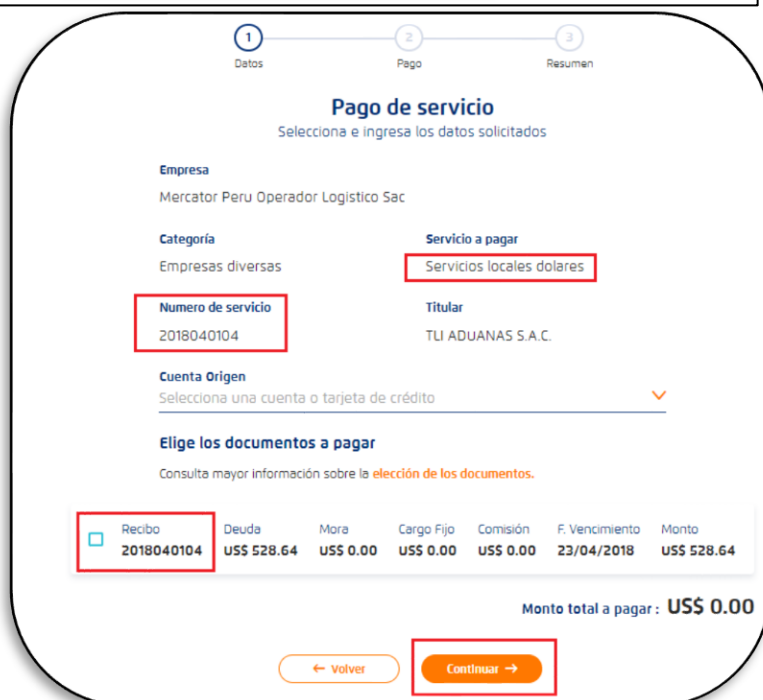 1 2 3
Datos Pago Resumen
Pago de servicio
Selecciona e ingresa los datos solicitados
Empresa
Mercator Peru Operador Logistico Sac
Categoría Servicio a pagar
Empresas diversas Servicios locales dolares
Numero de servicio Titular
2018040104 TLI ADUANAS S.A.C.
Cuenta Origen
Selecciona una cuenta o tarjeta de crédito
Elige los documentos a pagar
Consulta mayor información sobre la elección de los documentos.
Recibo Deuda Mora Cargo Fijo Comisión F. Vencimiento Monto
2018040104 US$ 528.64 US$ 0.00 US$ 0.00 US$ 0.00 23/04/2018 US$ 528.64
Monto total a pagar : US$ 0.00
← Volver Continuar →